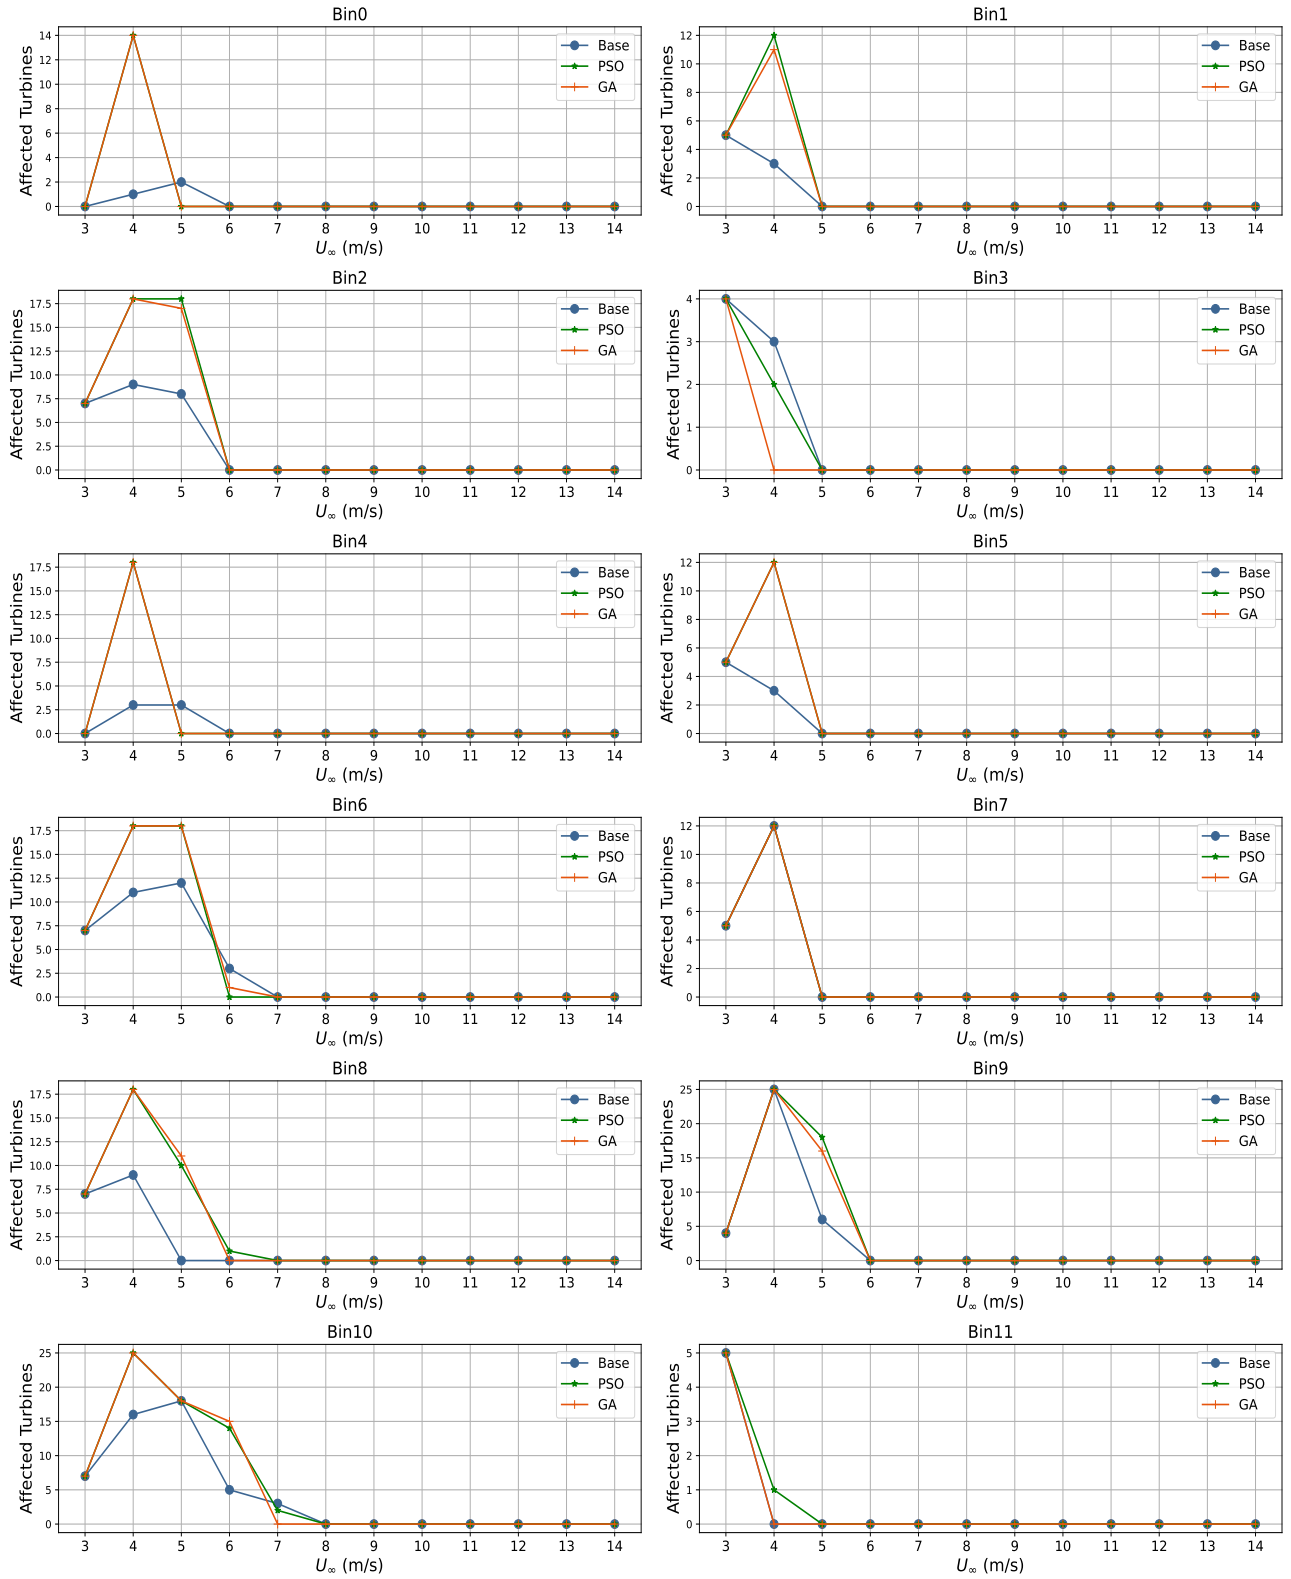 Bin0
Affected Turbines
14
12
10
8
6
4
2
0
Base
PSO
GA
3 4 5 6 7 8 9 10 11 12 13 14
U∞ (m/s)
Bin1
Affected Turbines
12
10
8
6
4
2
0
Base
PSO
GA
3 4 5 6 7 8 9 10 11 12 13 14
U∞ (m/s)
Bin2
Affected Turbines
17.5
15.0
12.5
10.0
7.5
5.0
2.5
0.0
Base
PSO
GA
3 4 5 6 7 8 9 10 11 12 13 14
U∞ (m/s)
Bin3
Affected Turbines
4
3
2
1
0
Base
PSO
GA
3 4 5 6 7 8 9 10 11 12 13 14
U∞ (m/s)
Bin4
Affected Turbines
17.5
15.0
12.5
10.0
7.5
5.0
2.5
0.0
Base
PSO
GA
3 4 5 6 7 8 9 10 11 12 13 14
U∞ (m/s)
Bin5
Affected Turbines
12
10
8
6
4
2
0
Base
PSO
GA
3 4 5 6 7 8 9 10 11 12 13 14
U∞ (m/s)
Bin6
Affected Turbines
17.5
15.0
12.5
10.0
7.5
5.0
2.5
0.0
Base
PSO
GA
3 4 5 6 7 8 9 10 11 12 13 14
U∞ (m/s)
Bin7
Affected Turbines
12
10
8
6
4
2
0
Base
PSO
GA
3 4 5 6 7 8 9 10 11 12 13 14
U∞ (m/s)
Bin8
Affected Turbines
17.5
15.0
12.5
10.0
7.5
5.0
2.5
0.0
Base
PSO
GA
3 4 5 6 7 8 9 10 11 12 13 14
U∞ (m/s)
Bin9
Affected Turbines
25
20
15
10
5
0
Base
PSO
GA
3 4 5 6 7 8 9 10 11 12 13 14
U∞ (m/s)
Bin10
Affected Turbines
25
20
15
10
5
0
Base
PSO
GA
3 4 5 6 7 8 9 10 11 12 13 14
U∞ (m/s)
Bin11
Affected Turbines
5
4
3
2
1
0
Base
PSO
GA
3 4 5 6 7 8 9 10 11 12 13 14
U∞ (m/s)